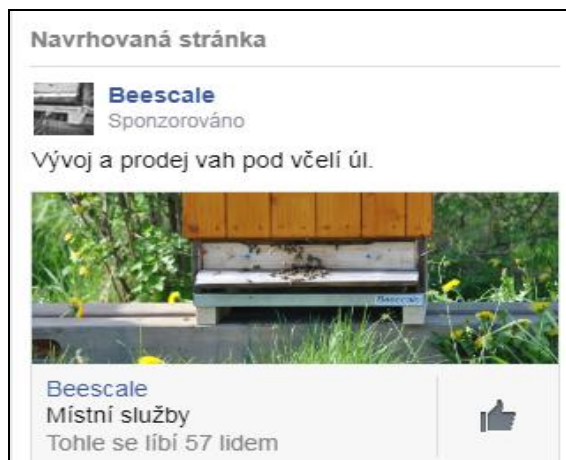 Navrhovaná stránka
Beescale
Sponzorováno
Vývoj a prodej vah pod včelí úl.
Beescale
Beescale
Místní služby
Tohle se líbí 57 lidem